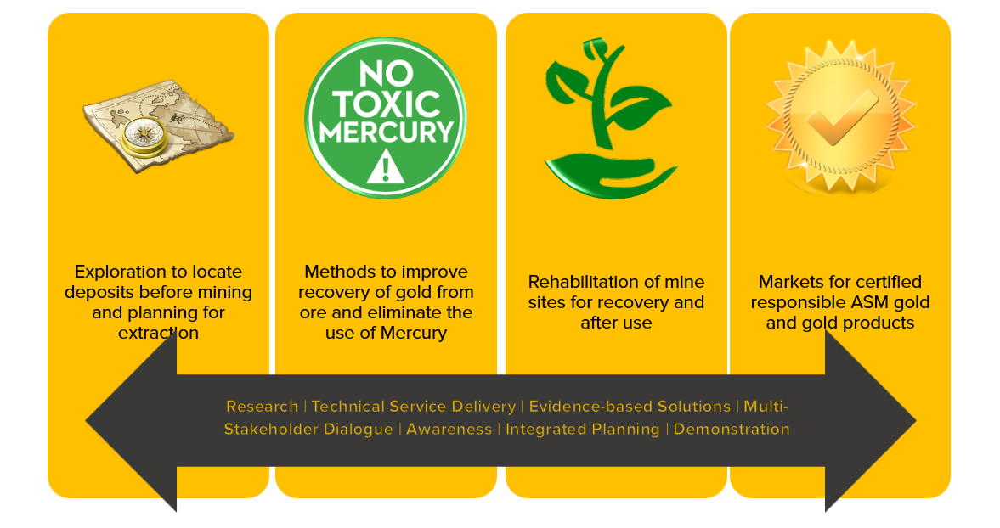 NO
TOXIC
MERCURY
!
Exploration to locate
deposits before mining
and planning for
extraction
Methods to improve
recovery of gold from
ore and eliminate the
use of Mercury
Rehabilitation of mine
sites for recovery and
after use
Markets for certified
responsible ASM gold
and gold products
Research | Technical Service Delivery | Evidence-based Solutions | Multi-
Stakeholder Dialogue | Awareness | Integrated Planning | Demonstration